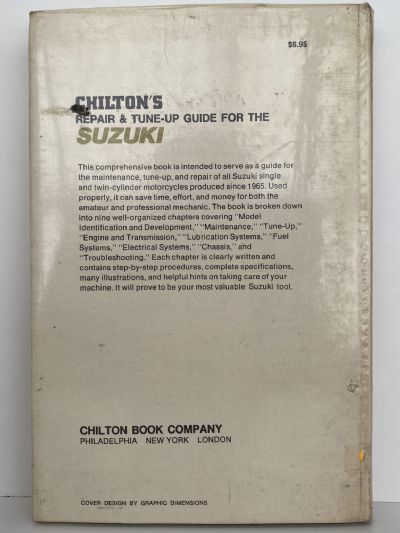 $6.95
CHILTON'S
REPAIR & TUNE-UP GUIDE FOR THE
SUZUKI
This comprehensive book is intended to serve as a guide for
the maintenance, tune-up, and repair of all Suzuki single
and twin-cylinder motorcycles produced since 1965. Used
properly, it can save time, effort, and money for both the
amateur and professional mechanic. The book is broken down
into nine well-organized chapters covering "Model
Identification and Development," "Maintenance," "Tune-Up,"
"Engine and Transmission," "Lubrication Systems," "Fuel
Systems," "Electrical Systems," "Chassis," and
"Troubleshooting." Each chapter is clearly written and
contains step-by-step procedures, complete specifications,
many illustrations, and helpful hints on taking care of your
machine. It will prove to be your most valuable Suzuki tool.
CHILTON BOOK COMPANY
PHILADELPHIA NEW YORK LONDON
COVER DESIGN BY GRAPHIC DIMENSIONS